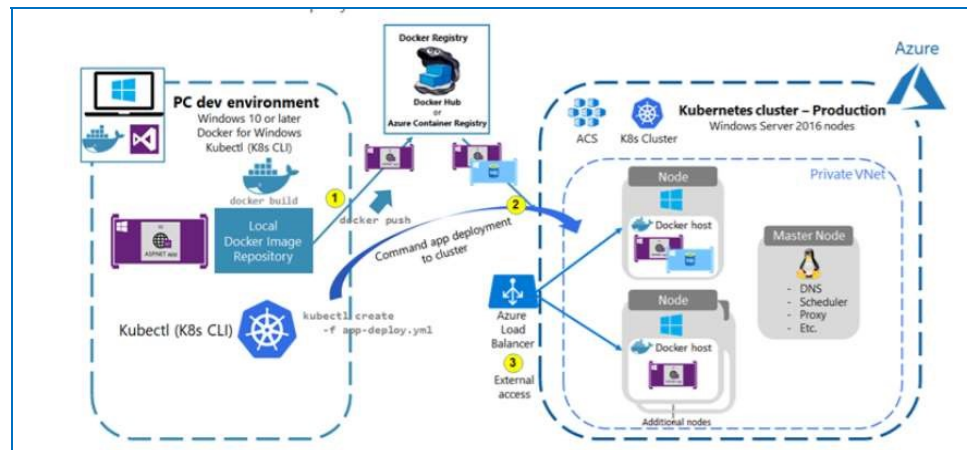 Docker Registry
Docker Hub
or
Azure Container Registry
Azure
PC dev environment
Windows 10 or later
Docker for Windows
Kubectl (K8s CLI)
docker build
Local
Docker Image
Repository
ASP.NET app
1
docker push
2
Command app deployment
to cluster
Kubectl (K8s CLI)
kubectl create
-f app-deploy.yml
ACS
K8s Cluster
Kubernetes cluster – Production
Windows Server 2016 nodes
Private VNet
Node
Docker host
Master Node
- DNS
- Scheduler
- Proxy
- Etc.
Azure
Load
Balancer
3
External
access
Node
Docker host
Additional nodes